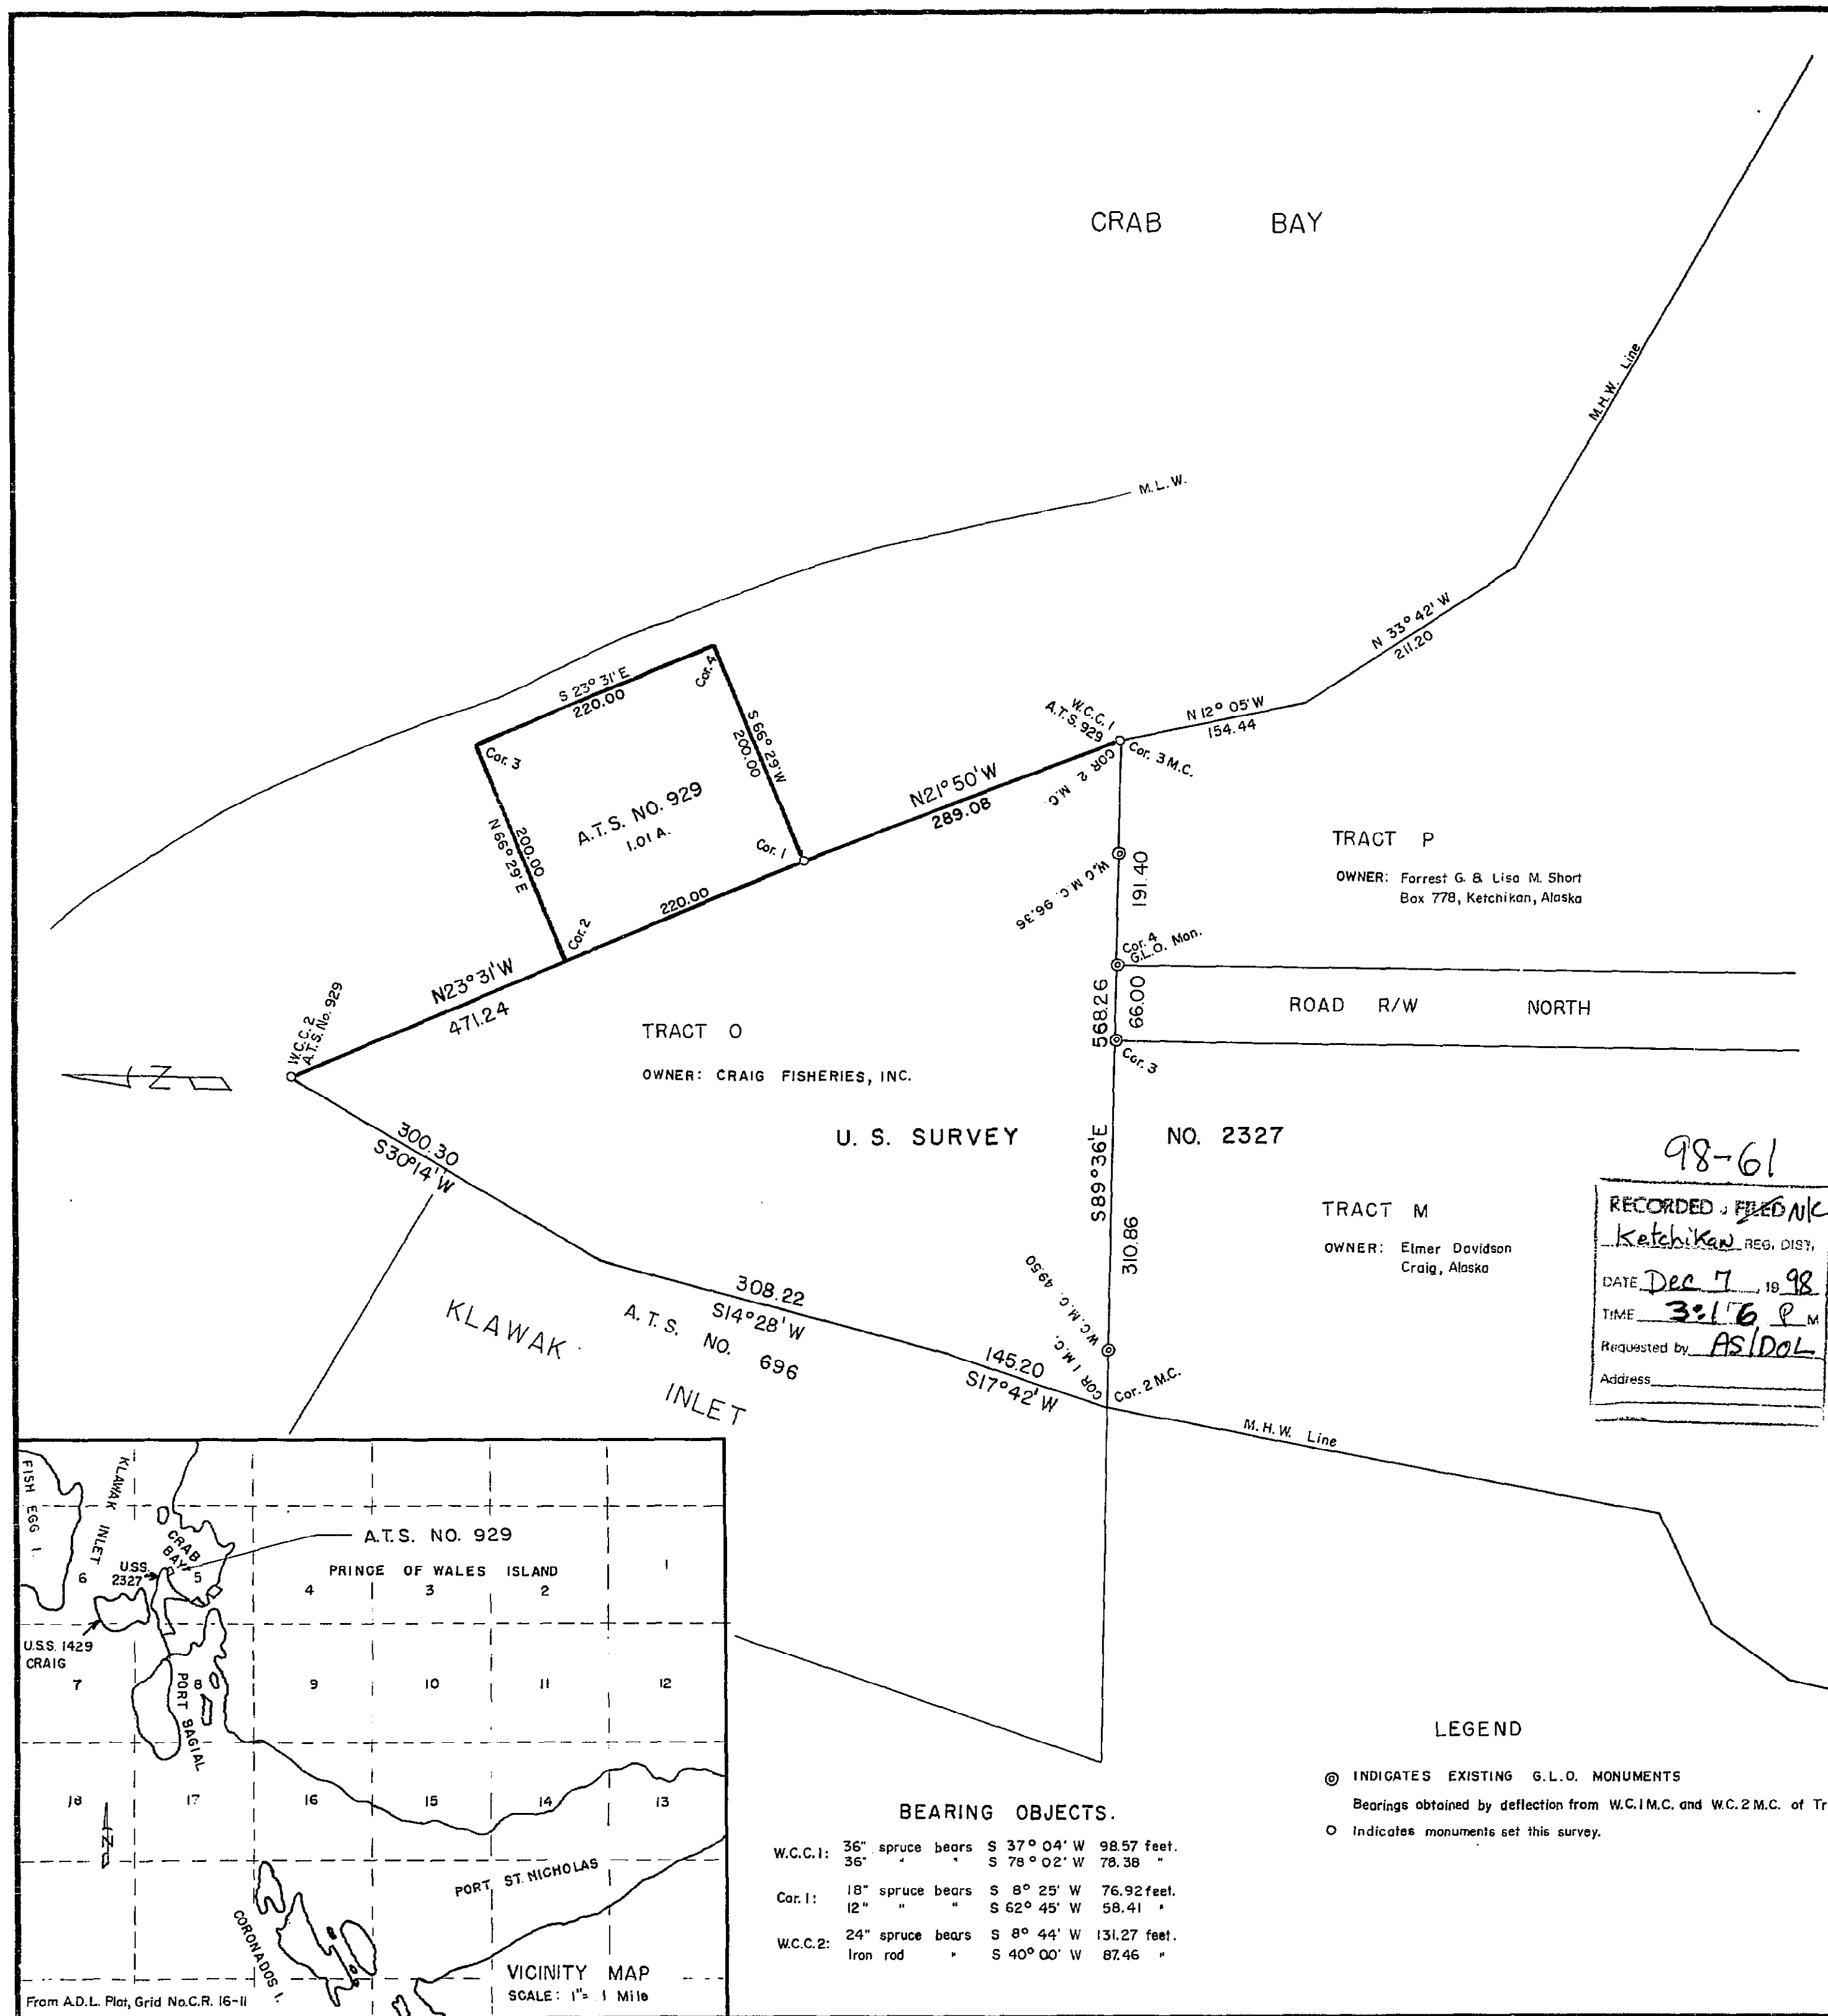 CRAB BAY
M.H.W. Line
M.L.W.
N 33° 42' W
211.20
S 23° 31' E
220.00
Cor. 4
W.C.C. 1
A.T.S. 929
N 12° 05' W
154.44
Cor. 3
S 66° 29' W
200.00
COR 2 M.C.
Cor. 3 M.C.
N21° 50' W
289.08
A.T.S. NO. 929
1.01 A.
200.00
N 66° 29' E
Cor. 1
TRACT P
OWNER: Forrest G. & Lisa M. Short
Box 778, Ketchikan, Alaska
W.C. M.C. 96.36
191.40
220.00
Cor. 2
Cor. 4
G.L.O. Mon.
N23° 31' W
471.24
W.C.C. 2
A.T.S. No. 929
568.26
66.00
ROAD R/W NORTH
TRACT O
Cor. 3
N
OWNER: CRAIG FISHERIES, INC.
300.30
S30° 14' W
U. S. SURVEY NO. 2327
S 89° 36' E
98-61
RECORDED - FILED N/C
Ketchikan REG. DIST.
DATE Dec 7, 19 98
TIME 3:16 P M
Requested by AS/DOL
Address
TRACT M
OWNER: Elmer Davidson
Craig, Alaska
310.86
W.C. M.C. 49.50
308.22
S14° 28' W
KLAWAK INLET
A.T.S. NO. 696
145.20
S17° 42' W
COR 1 M.C.
Cor. 2 M.C.
M.H.W. Line
FISH EGG I.
KLAWAK INLET
CRAB BAY
A.T.S. NO. 929
U.S.S. 2327
PRINCE OF WALES ISLAND
6 5 4 3 2 1
U.S.S. 1429
CRAIG
7 8 9 10 11 12
PORT BAGIAL
18 17 16 15 14 13
N
PORT ST. NICHOLAS
CORONADOS I.
VICINITY MAP
SCALE: 1"= 1 Mile
From A.D.L. Plat, Grid No.C.R. 16-11
BEARING OBJECTS.
W.C.C.1: 36" spruce bears S 37° 04' W 98.57 feet.
36" " " S 78° 02' W 78.38 "
Cor. 1: 18" spruce bears S 8° 25' W 76.92 feet.
12" " " S 62° 45' W 58.41 "
W.C.C.2: 24" spruce bears S 8° 44' W 131.27 feet.
Iron rod " S 40° 00' W 87.46 "
LEGEND
INDICATES EXISTING G.L.O. MONUMENTS
Bearings obtained by deflection from W.C.1 M.C. and W.C. 2 M.C. of Tr
Indicates monuments set this survey.